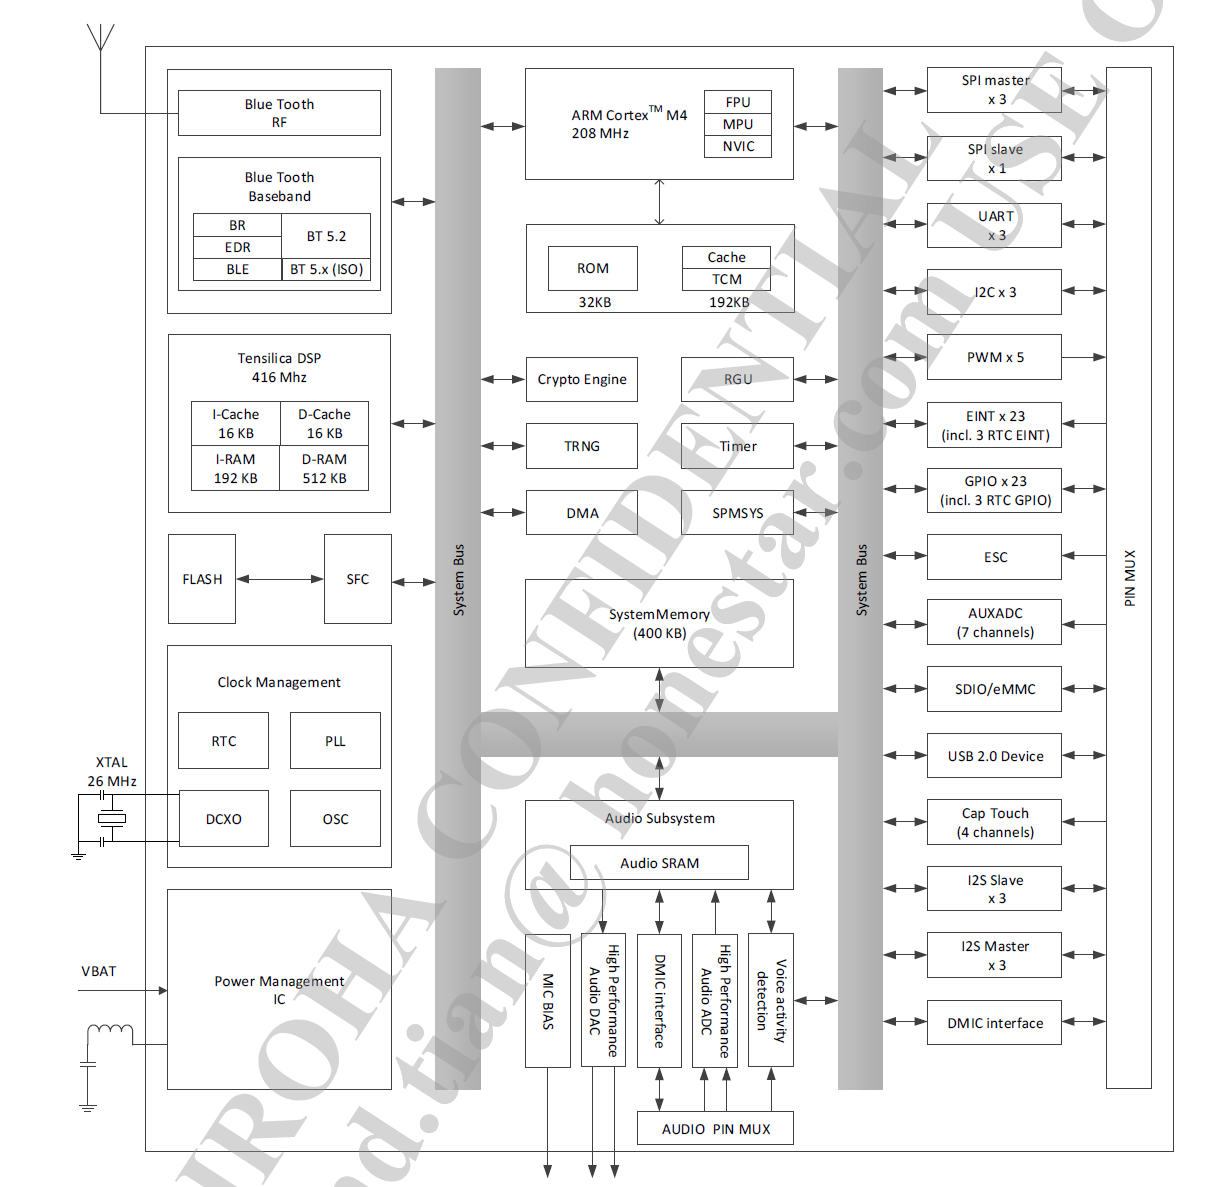 Blue Tooth
RF
Blue Tooth
Baseband
BR
EDR
BLE
BT 5.2
BT 5.x (ISO)
Tensilica DSP
416 Mhz
I-Cache
16 KB
D-Cache
16 KB
I-RAM
192 KB
D-RAM
512 KB
FLASH
SFC
Clock Management
RTC
PLL
DCXO
OSC
XTAL
26 MHz
VBAT
Power Management
IC
System Bus
ARM Cortex™ M4
208 MHz
FPU
MPU
NVIC
ROM
32KB
Cache
TCM
192KB
Crypto Engine
RGU
TRNG
Timer
DMA
SPMSYS
SystemMemory
(400 KB)
Audio Subsystem
Audio SRAM
MIC BIAS
High Performance
Audio DAC
DMIC interface
High Performance
Audio ADC
Voice activity
detection
AUDIO PIN MUX
System Bus
SPI master
x 3
SPI slave
x 1
UART
x 3
I2C x 3
PWM x 5
EINT x 23
(incl. 3 RTC EINT)
GPIO x 23
(incl. 3 RTC GPIO)
ESC
AUXADC
(7 channels)
SDIO/eMMC
USB 2.0 Device
Cap Touch
(4 channels)
I2S Slave
x 3
I2S Master
x 3
DMIC interface
PIN MUX
IROHA CONFIDENTIAL
nd.tian@honestar.com USE O